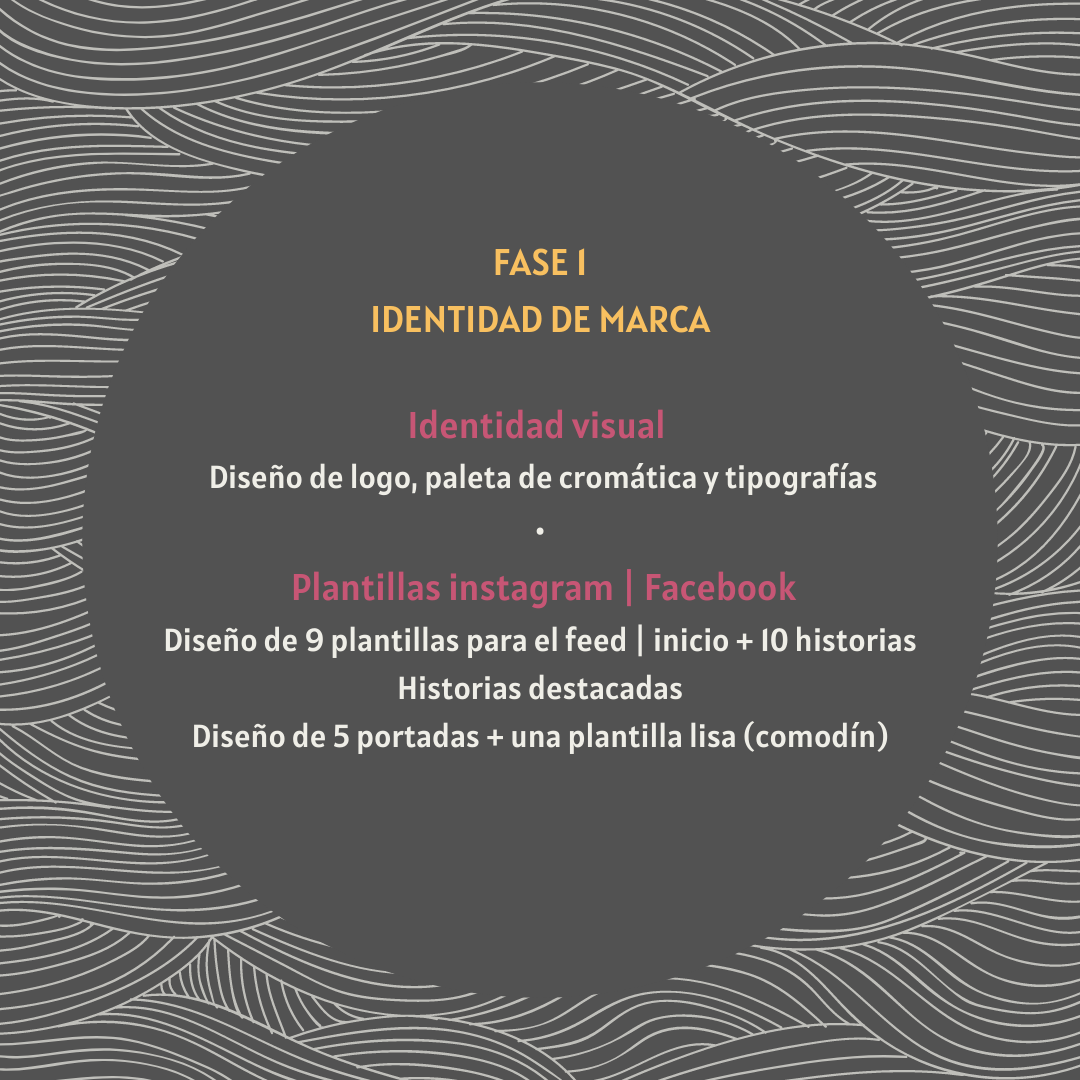 FASE 1
IDENTIDAD DE MARCA
Identidad visual
Diseño de logo, paleta de cromática y tipografías
•
Plantillas instagram | Facebook
Diseño de 9 plantillas para el feed | inicio + 10 historias
Historias destacadas
Diseño de 5 portadas + una plantilla lisa (comodín)